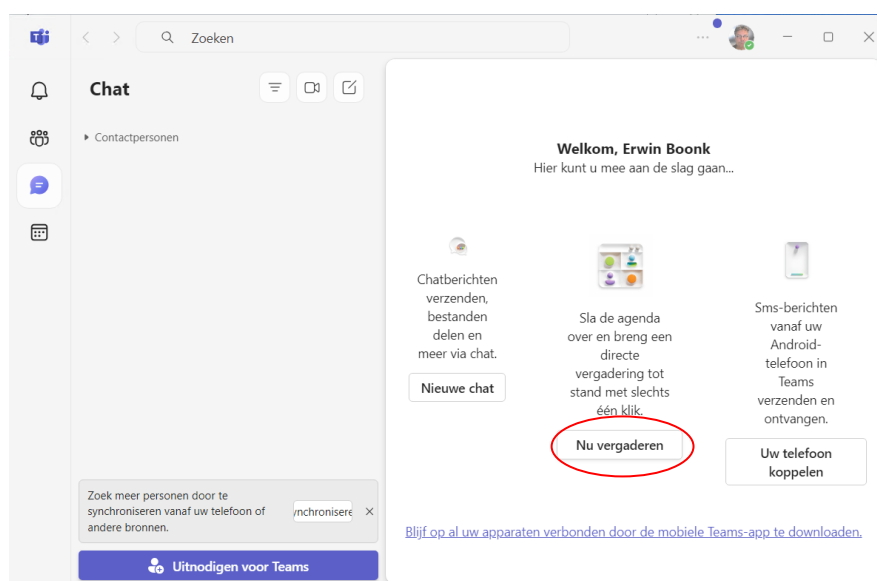 Zoeken
Chat
Contactpersonen
Welkom, Erwin Boonk
Hier kunt u mee aan de slag gaan...
Chatberichten
verzenden,
bestanden
delen en
meer via chat.
Nieuwe chat
Sla de agenda
over en breng een
directe
vergadering tot
stand met slechts
één klik.
Nu vergaderen
Sms-berichten
vanaf uw
Android-
telefoon in
Teams
verzenden en
ontvangen.
Uw telefoon
koppelen
Zoek meer personen door te
synchroniseren vanaf uw telefoon of
andere bronnen.
Uitnodigen voor Teams
Blijf op al uw apparaten verbonden door de mobiele Teams-app te downloaden.